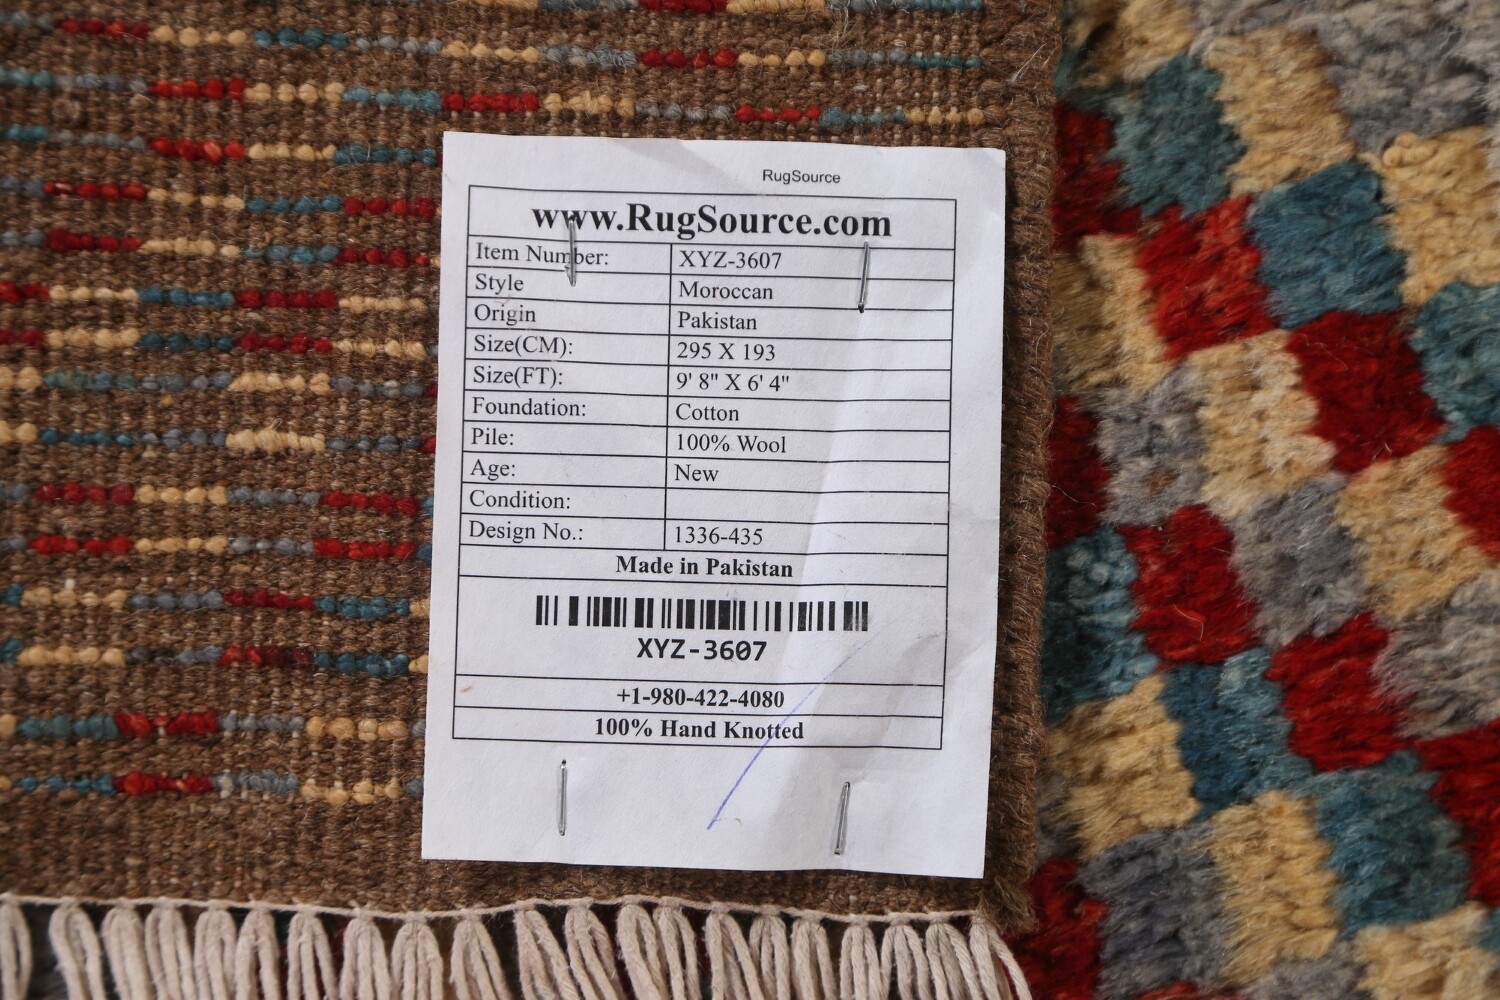 RugSource
www.RugSource.com
Item Number: XYZ-3607
Style Moroccan
Origin Pakistan
Size(CM): 295 X 193
Size(FT): 9' 8" X 6' 4"
Foundation: Cotton
Pile: 100% Wool
Age: New
Condition:
Design No.: 1336-435
Made in Pakistan
XYZ-3607
+1-980-422-4080
100% Hand Knotted